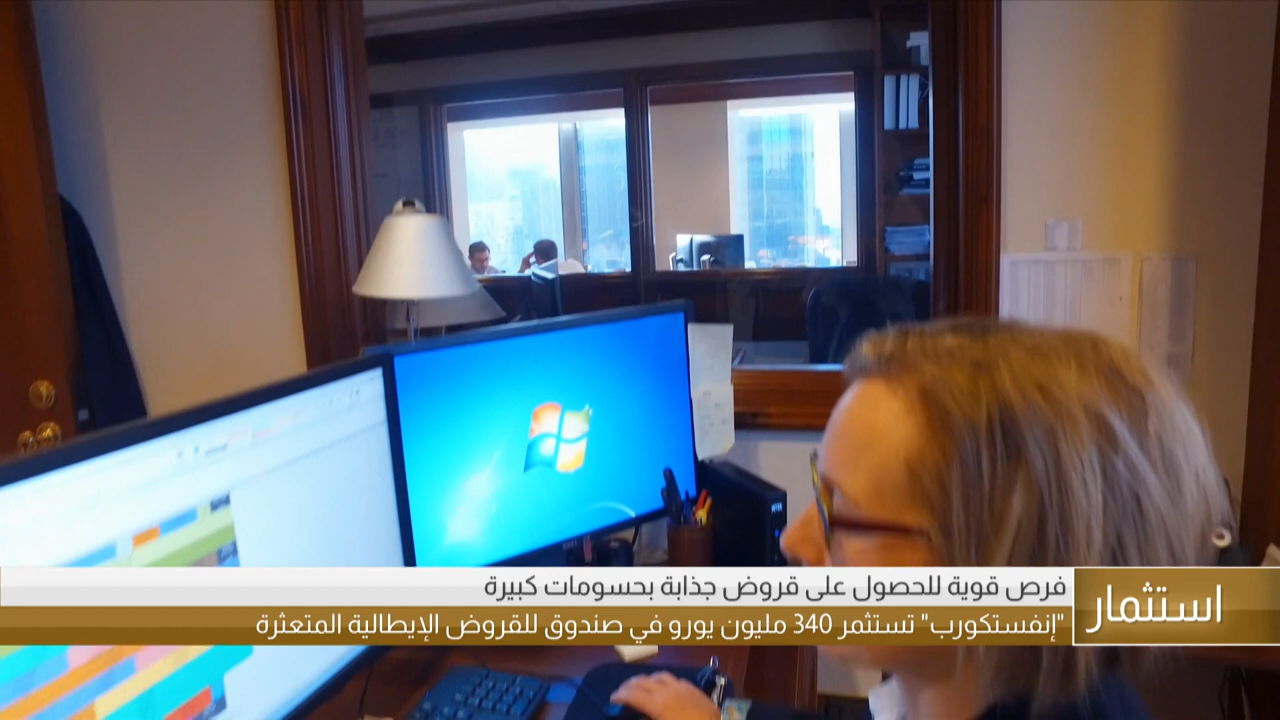 فرص قوية للحصول على قروض جذابة بحسومات كبيرة
استثمار
"إنفستكورب" تستثمر 340 مليون يورو في صندوق للقروض الإيطالية المتعثرة